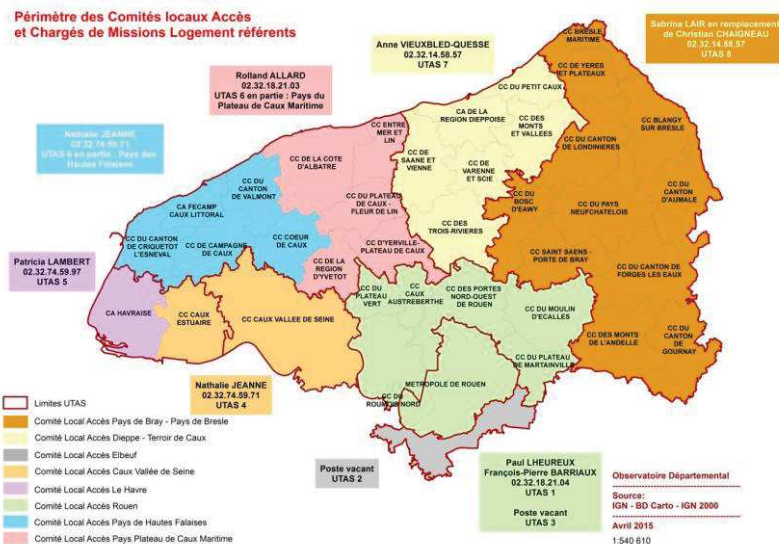 Périmètre des Comités locaux Accès
et Chargés de Missions Logement référents
Anne VIEUXBLED-QUESSE
02.32.14.58.57
UTAS 7
Sabrina LAIR en remplacement
de Christian CHAIGNEAU
02.32.14.58.57
UTAS 8
Rolland ALLARD
02.32.18.21.03
UTAS 6 en partie : Pays du
Plateau de Caux Maritime
Nathalie JEANNE
02.32.74.59.71
UTAS 6 en partie : Pays des
Hautes Falaises
Patricia LAMBERT
02.32.74.59.97
UTAS 5
CC BRESLE
MARITIME
CC DE YERES
ET PLATEAUX
CC DU PETIT CAUX
CA DE LA
REGION DIEPPOISE
CC DES
MONTS
ET VALLEES
CC BLANGY
SUR BRESLE
CC DU CANTON
DE LONDINIERES
CC ENTRE
MER ET
LIN
CC DE
SAANE ET
VIENNE
CC DE
VARENNE
ET SCIE
CC DE LA COTE
D'ALBATRE
CC DU
CANTON
DE VALMONT
CC DU
CANTON
D'AUMALE
CC DU
BOSC
D'EAWY
CC DU PAYS
NEUFCHATELOIS
CA FECAMP
CAUX LITTORAL
CC DU PLATEAU
DE CAUX -
FLEUR DE LIN
CC DES
TROIS-RIVIERES
CC DU CANTON
DE CRIQUETOT
L'ESNEVAL
CC DE CAMPAGNE
DE CAUX
CC COEUR
DE CAUX
CC D'YERVILLE-
PLATEAU DE CAUX
CC SAINT SAENS -
PORTE DE BRAY
CC DE LA
REGION
D'YVETOT
CC DU CANTON DE
FORGES LES EAUX
CC DU
PLATEAU
VERT
CC
CAUX
AUSTREBERTHE
CC DES PORTES
NORD-OUEST
DE ROUEN
CC DU MOULIN
D'ECALLES
CA HAVRAISE
CC CAUX
ESTUAIRE
CC CAUX VALLEE DE SEINE
CC DES MONTS
DE L'ANDELLE
CC DU
CANTON
DE
GOURNAY
CC DU PLATEAU
DE MARTAINVILLE
METROPOLE DE ROUEN
CC DU
ROUMOIS NORD
Nathalie JEANNE
02.32.74.59.71
UTAS 4
Poste vacant
UTAS 2
Paul LHEUREUX
François-Pierre BARRIAUX
02.32.18.21.04
UTAS 1
Poste vacant
UTAS 3
Limites UTAS
Comité Local Accès Pays de Bray - Pays de Bresle
Comité Local Accès Dieppe - Terroir de Caux
Comité Local Accès Elbeuf
Comité Local Accès Caux Vallée de Seine
Comité Local Accès Le Havre
Comité Local Accès Rouen
Comité Local Accès Pays de Hautes Falaises
Comité Local Accès Pays Plateau de Caux Maritime
Observatoire Départemental
Source:
IGN - BD Carto - IGN 2000
Avril 2015
1:540 610